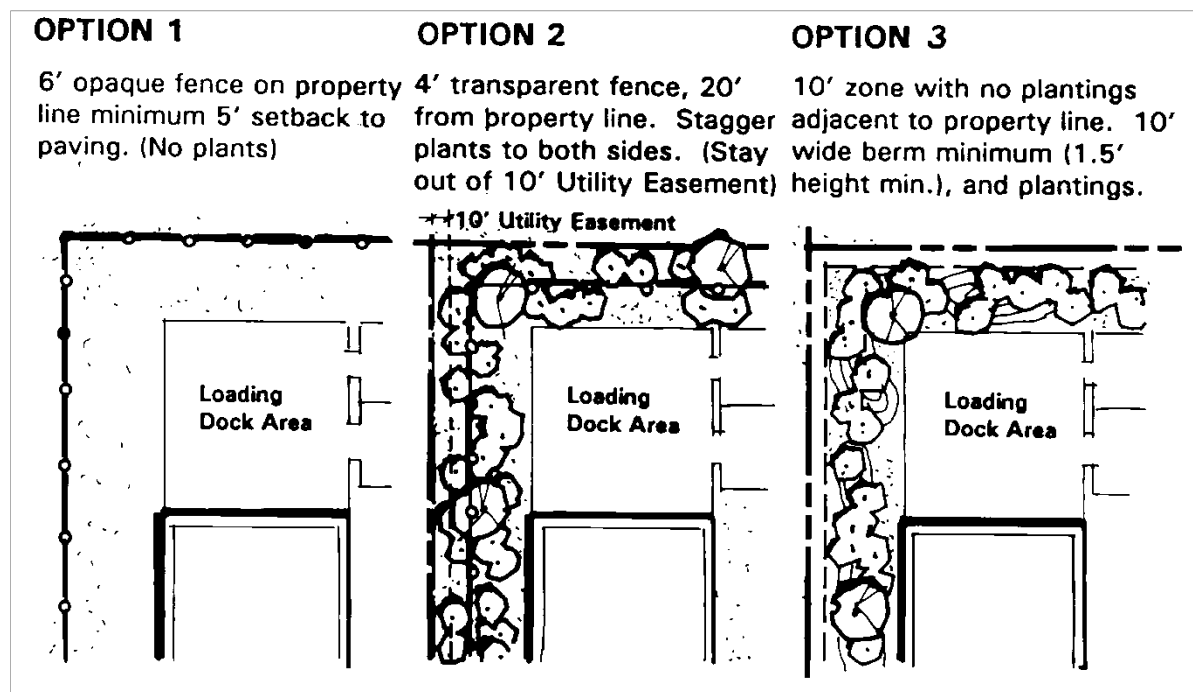 OPTION 1
6' opaque fence on property
line minimum 5' setback to
paving. (No plants)
OPTION 2
4' transparent fence, 20'
from property line. Stagger
plants to both sides. (Stay
out of 10' Utility Easement)
OPTION 3
10' zone with no plantings
adjacent to property line. 10'
wide berm minimum (1.5'
height min.), and plantings.
10' Utility Easement
Loading
Dock Area
Loading
Dock Area
Loading
Dock Area